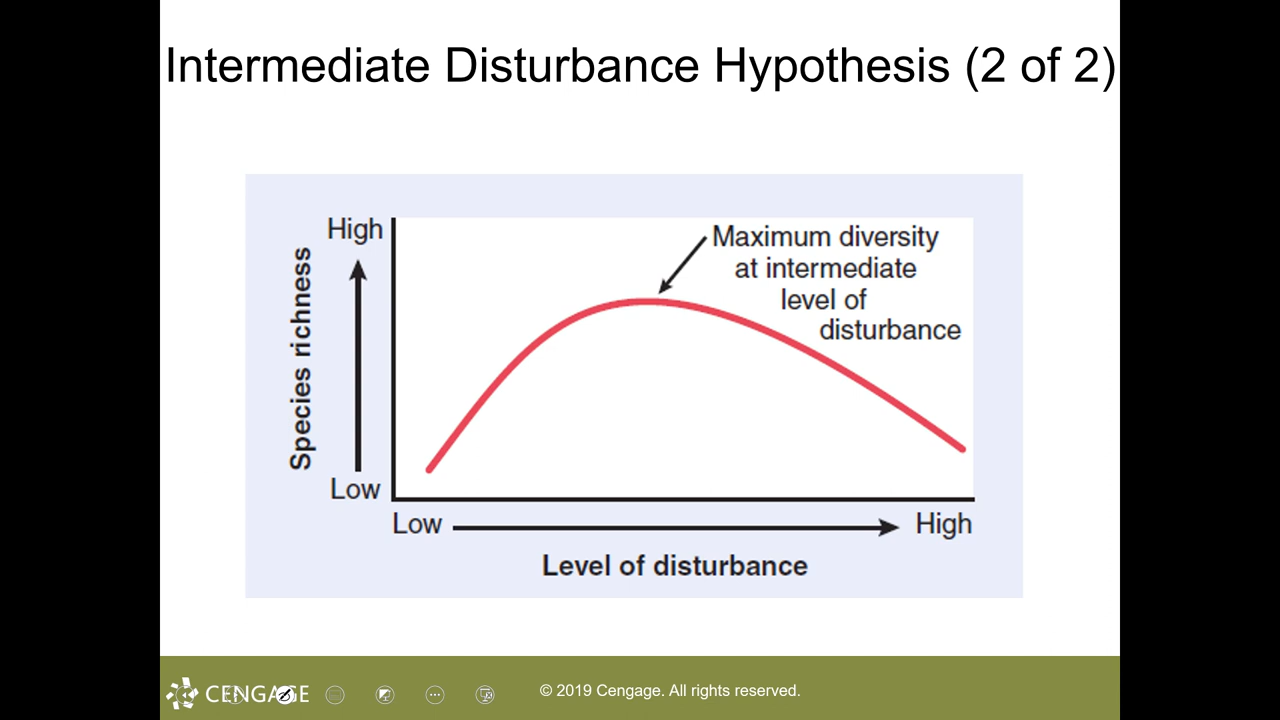 Intermediate Disturbance Hypothesis (2 of 2)
High
Species richness
Low
Maximum diversity
at intermediate
level of
disturbance
Low
High
Level of disturbance
CENGAGE
© 2019 Cengage. All rights reserved.